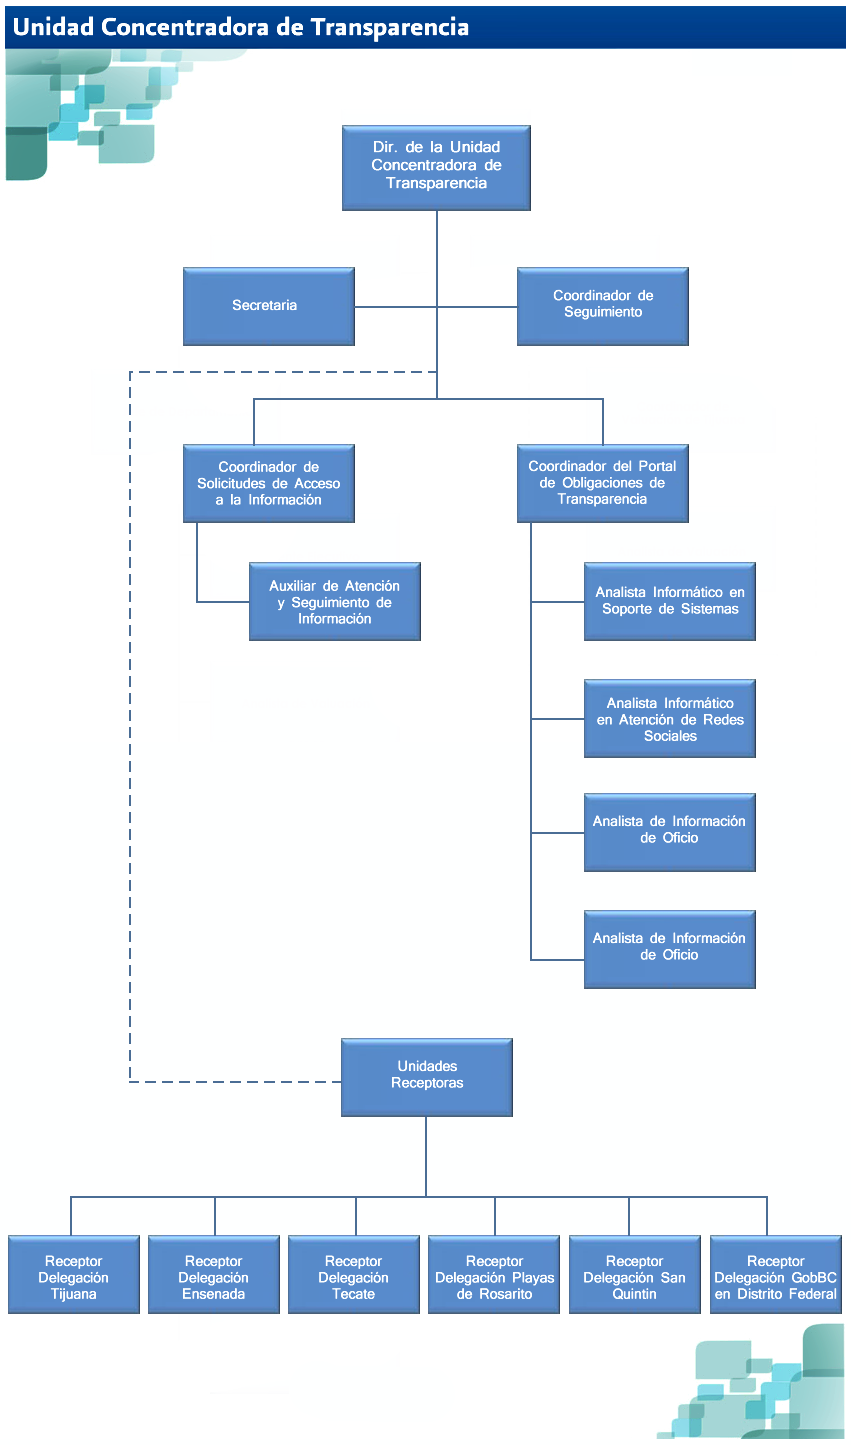 Unidad Concentradora de Transparencia
Dir. de la Unidad
Concentradora de
Transparencia
Secretaria
Coordinador de
Seguimiento
Coordinador de
Solicitudes de Acceso
a la Información
Coordinador del Portal
de Obligaciones de
Transparencia
Auxiliar de Atención
y Seguimiento de
Información
Analista Informático en
Soporte de Sistemas
Analista Informático
en Atención de Redes
Sociales
Analista de Información
de Oficio
Analista de Información
de Oficio
Unidades
Receptoras
Receptor
Delegación
Tijuana
Receptor
Delegación
Ensenada
Receptor
Delegación
Tecate
Receptor
Delegación Playas
de Rosarito
Receptor
Delegación San
Quintin
Receptor
Delegación GobBC
en Distrito Federal